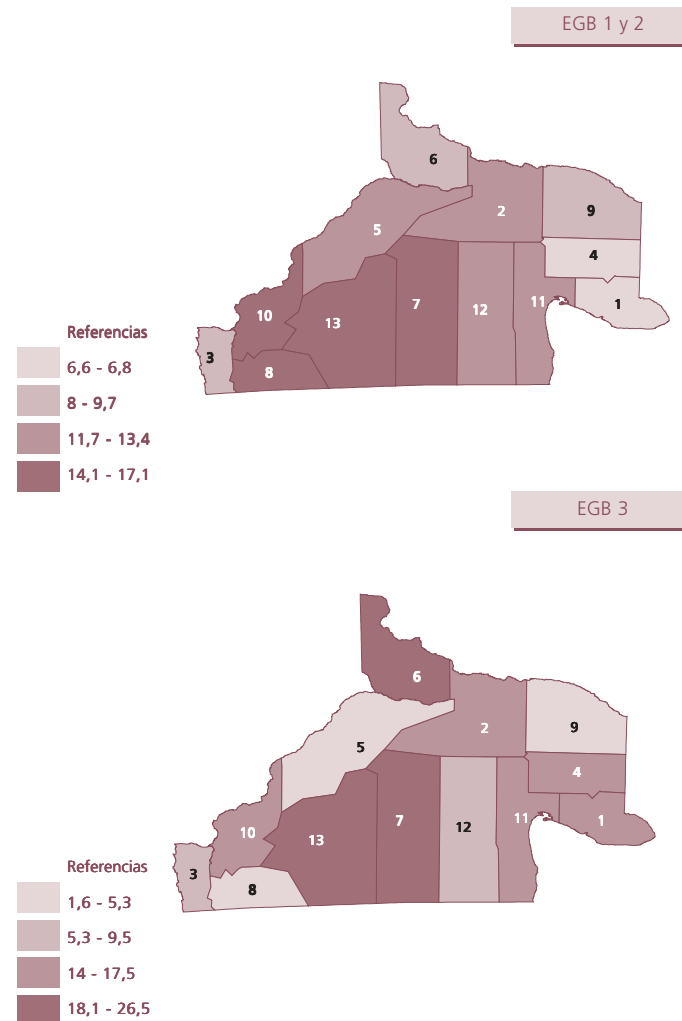 EGB 1 y 2
6
2
9
5
4
1
11
12
7
13
10
3
8
Referencias
6,6 - 6,8
8 - 9,7
11,7 - 13,4
14,1 - 17,1
EGB 3
6
2
9
5
4
1
11
12
7
13
10
3
8
Referencias
1,6 - 5,3
5,3 - 9,5
14 - 17,5
18,1 - 26,5